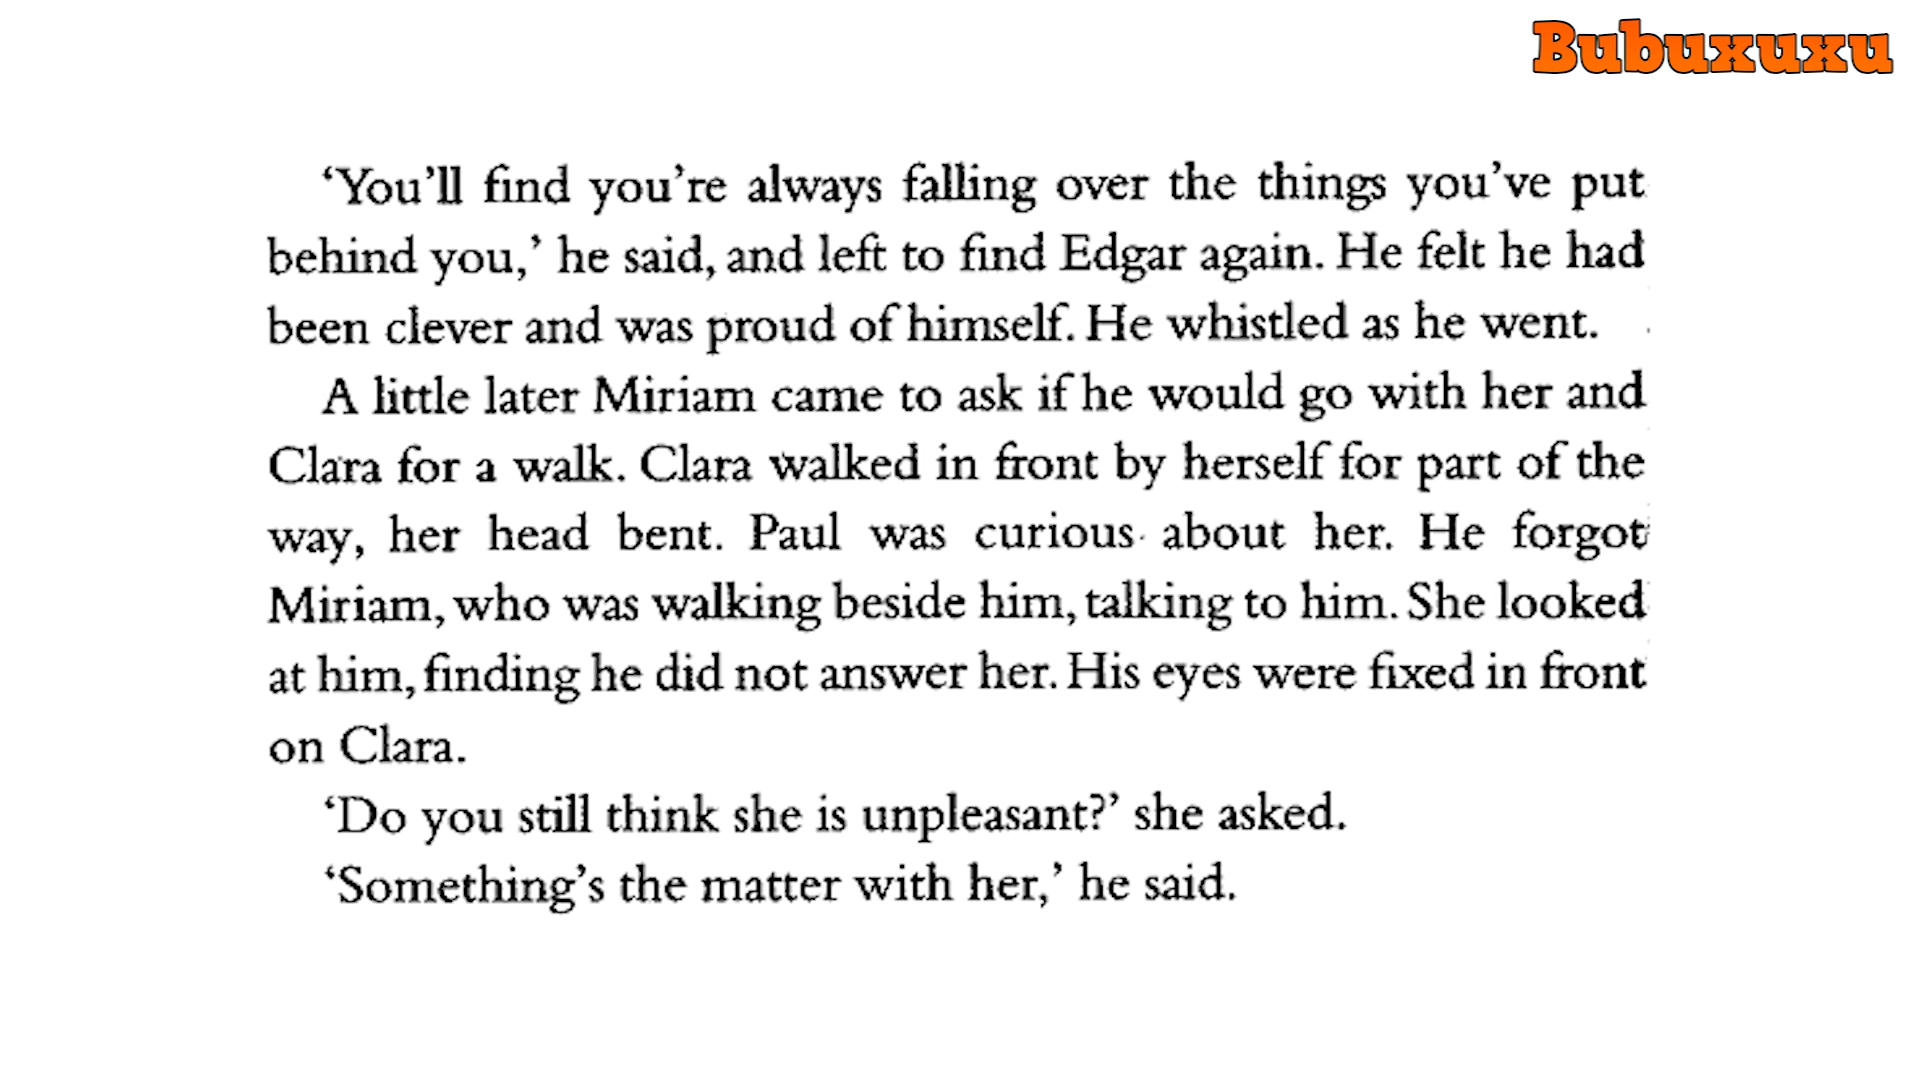 Bubuxuxu
‘You’ll find you’re always falling over the things you’ve put
behind you,’ he said, and left to find Edgar again. He felt he had
been clever and was proud of himself. He whistled as he went.
A little later Miriam came to ask if he would go with her and
Clara for a walk. Clara walked in front by herself for part of the
way, her head bent. Paul was curious about her. He forgot
Miriam, who was walking beside him, talking to him. She looked
at him, finding he did not answer her. His eyes were fixed in front
on Clara.
‘Do you still think she is unpleasant?’ she asked.
‘Something’s the matter with her,’ he said.